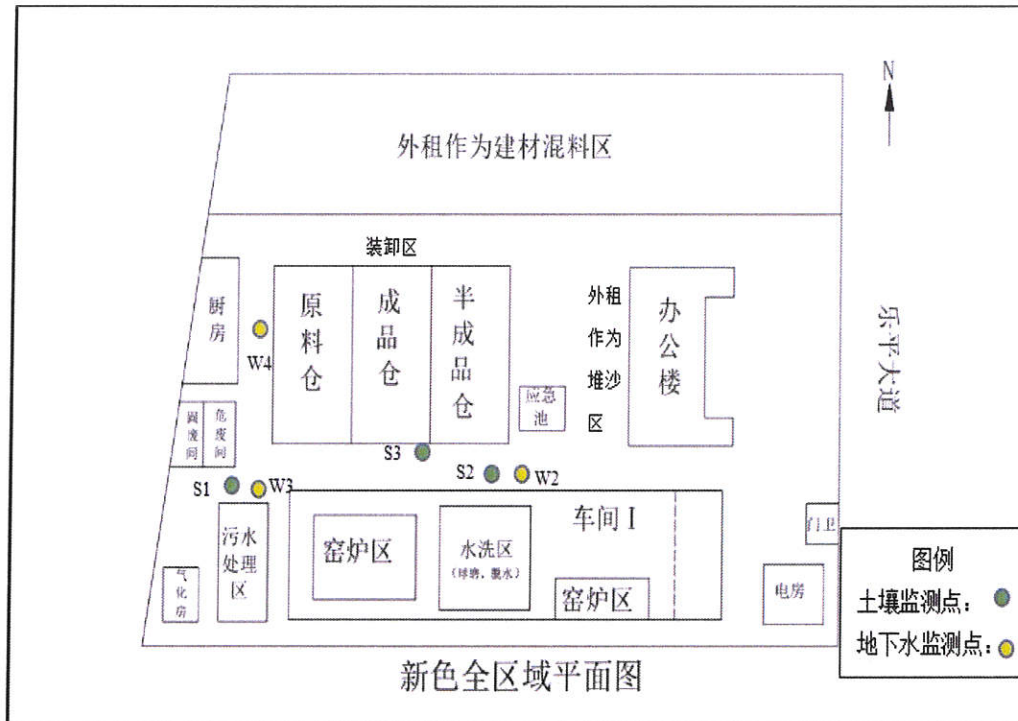 N
外租作为建材混料区
装卸区
厨房
W4
原料仓
成品仓
半成品仓
外租作为堆沙区
办公楼
乐平大道
应急池
固废间
危废间
S3
S2
W2
S1
W3
污水处理区
气化房
窑炉区
水洗区
(球磨、脱水)
车间 I
窑炉区
门卫
电房
图例
土壤监测点：
地下水监测点：
新色全区域平面图